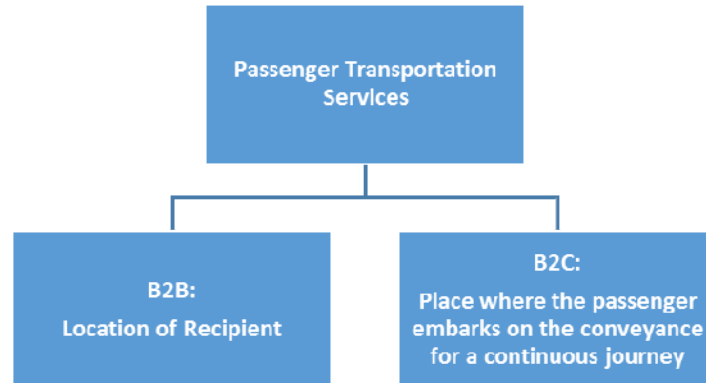 Passenger Transportation
Services
B2B:
Location of Recipient
B2C:
Place where the passenger
embarks on the conveyance
for a continuous journey